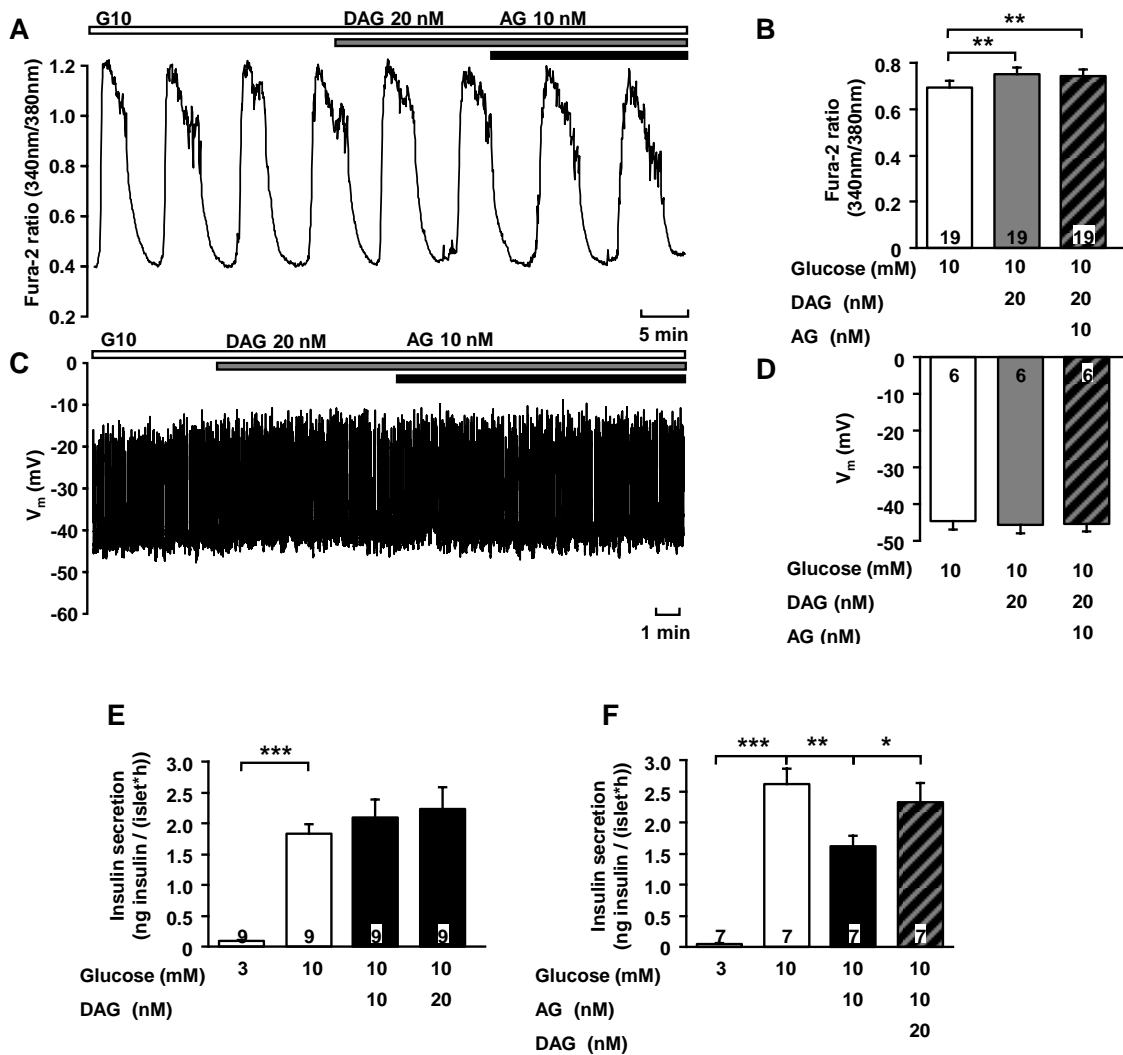 A
G10
DAG 20 nM
AG 10 nM
Fura-2 ratio (340nm/380nm)
1.2
1.0
0.8
0.6
0.4
0.2
5 min
B
**
**
Fura-2 ratio
(340nm/380nm)
0.8
0.6
0.4
0.2
0
19 19 19
Glucose (mM) 10 10 10
DAG (nM) 20 20
AG (nM) 10
C
G10
DAG 20 nM
AG 10 nM
Vm (mV)
0
-10
-20
-30
-40
-50
-60
1 min
D
Vm (mV)
0
-10
-20
-30
-40
-50
6 6 6
Glucose (mM) 10 10 10
DAG (nM) 20 20
AG (nM) 10
E
***
Insulin secretion
(ng insulin / (islet*h)
3.0
2.5
2.0
1.5
1.0
0.5
0
9 9 9 9
Glucose (mM) 3 10 10 10
DAG (nM) 10 20
F
*** ** *
Insulin secretion
(ng insulin / (islet*h)
3.0
2.5
2.0
1.5
1.0
0.5
0
7 7 7 7
Glucose (mM) 3 10 10 10
AG (nM) 10 10
DAG (nM) 20